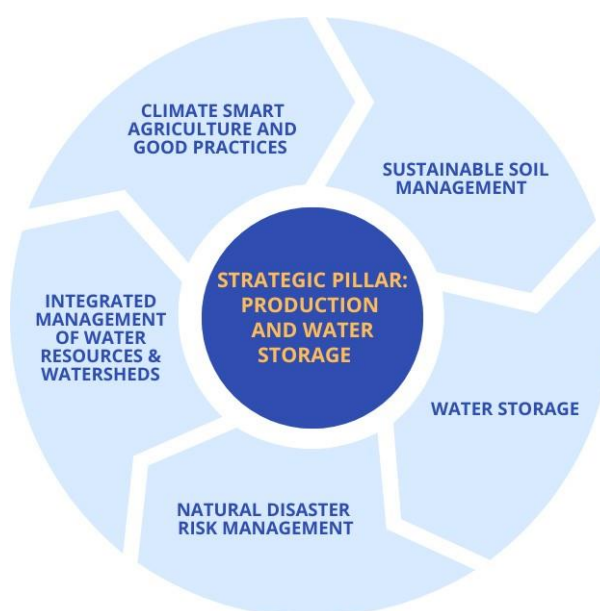 CLIMATE SMART
AGRICULTURE AND
GOOD PRACTICES
SUSTAINABLE SOIL
MANAGEMENT
STRATEGIC PILLAR:
PRODUCTION
AND WATER
STORAGE
INTEGRATED
MANAGEMENT
OF WATER
RESOURCES &
WATERSHEDS
WATER STORAGE
NATURAL DISASTER
RISK MANAGEMENT